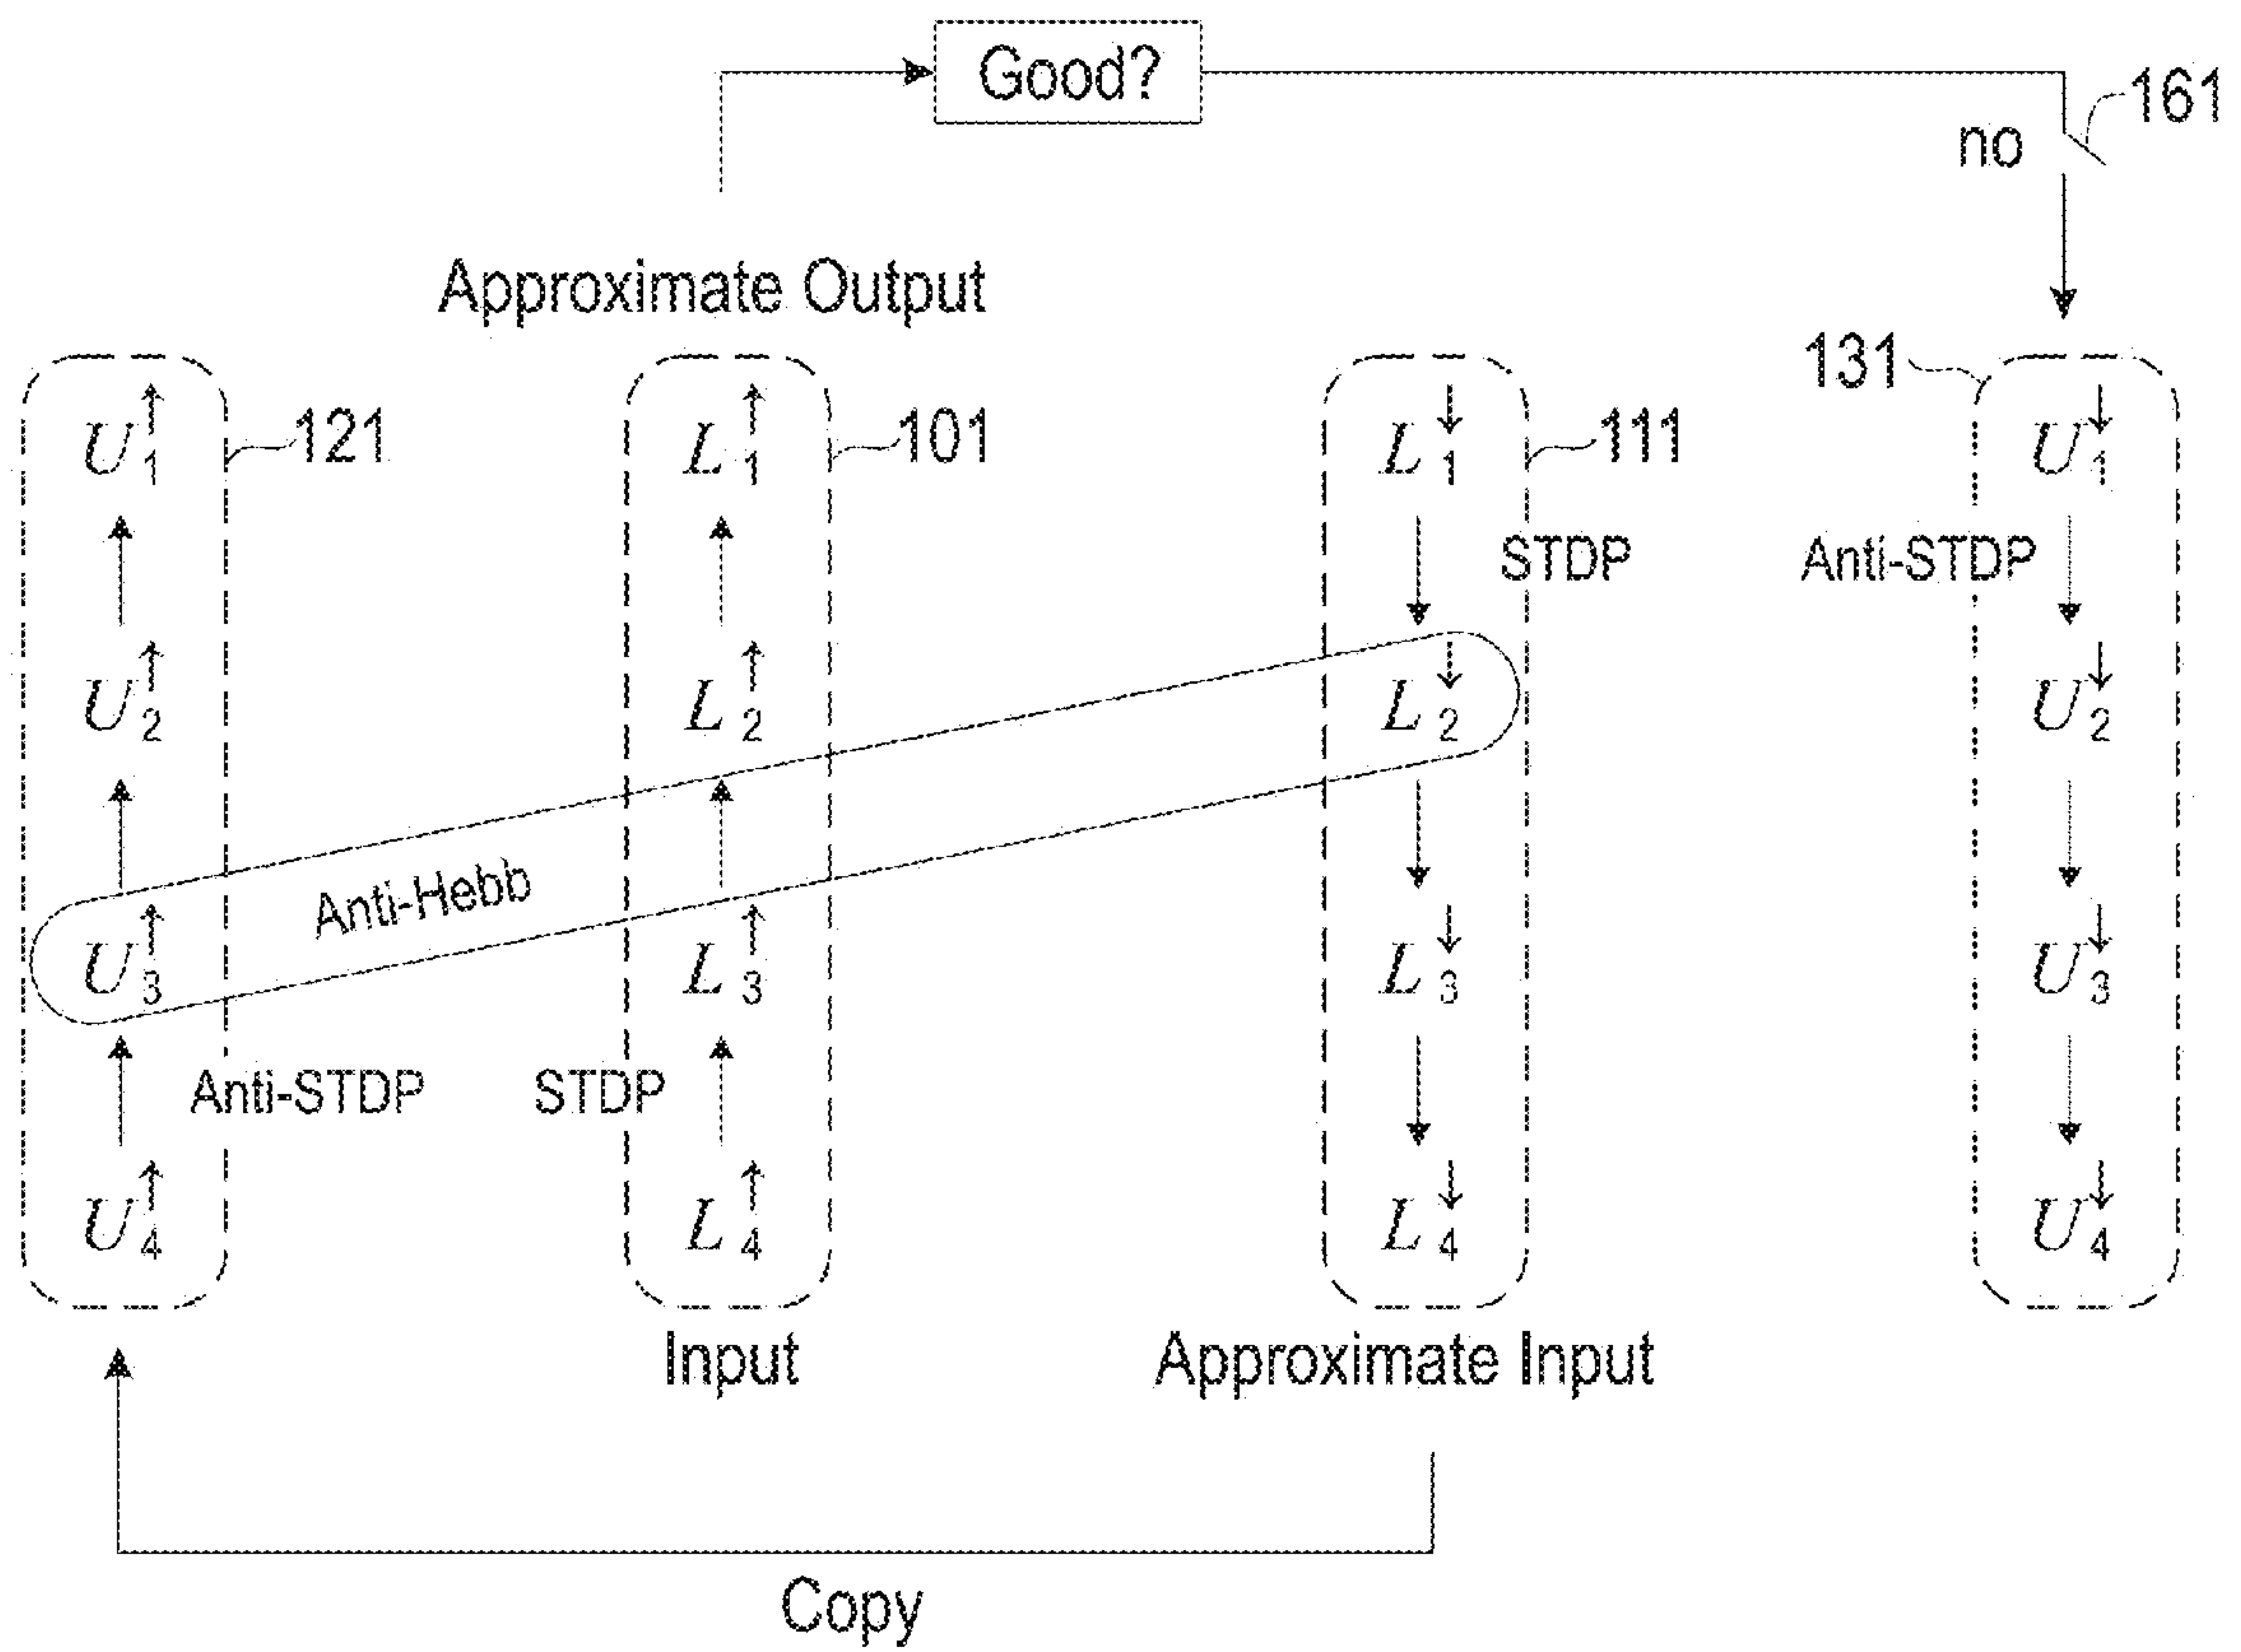 Good?
161
no
Approximate Output
131
U↑1
121
L↑1
101
L↓1
111
U↓1
STDP
Anti-STDP
U↑2
L↑2
L↓2
U↓2
Anti-Hebb
U↑3
L↑3
L↓3
U↓3
Anti-STDP
STDP
U↑4
L↑4
L↓4
U↓4
Input
Approximate Input
Copy